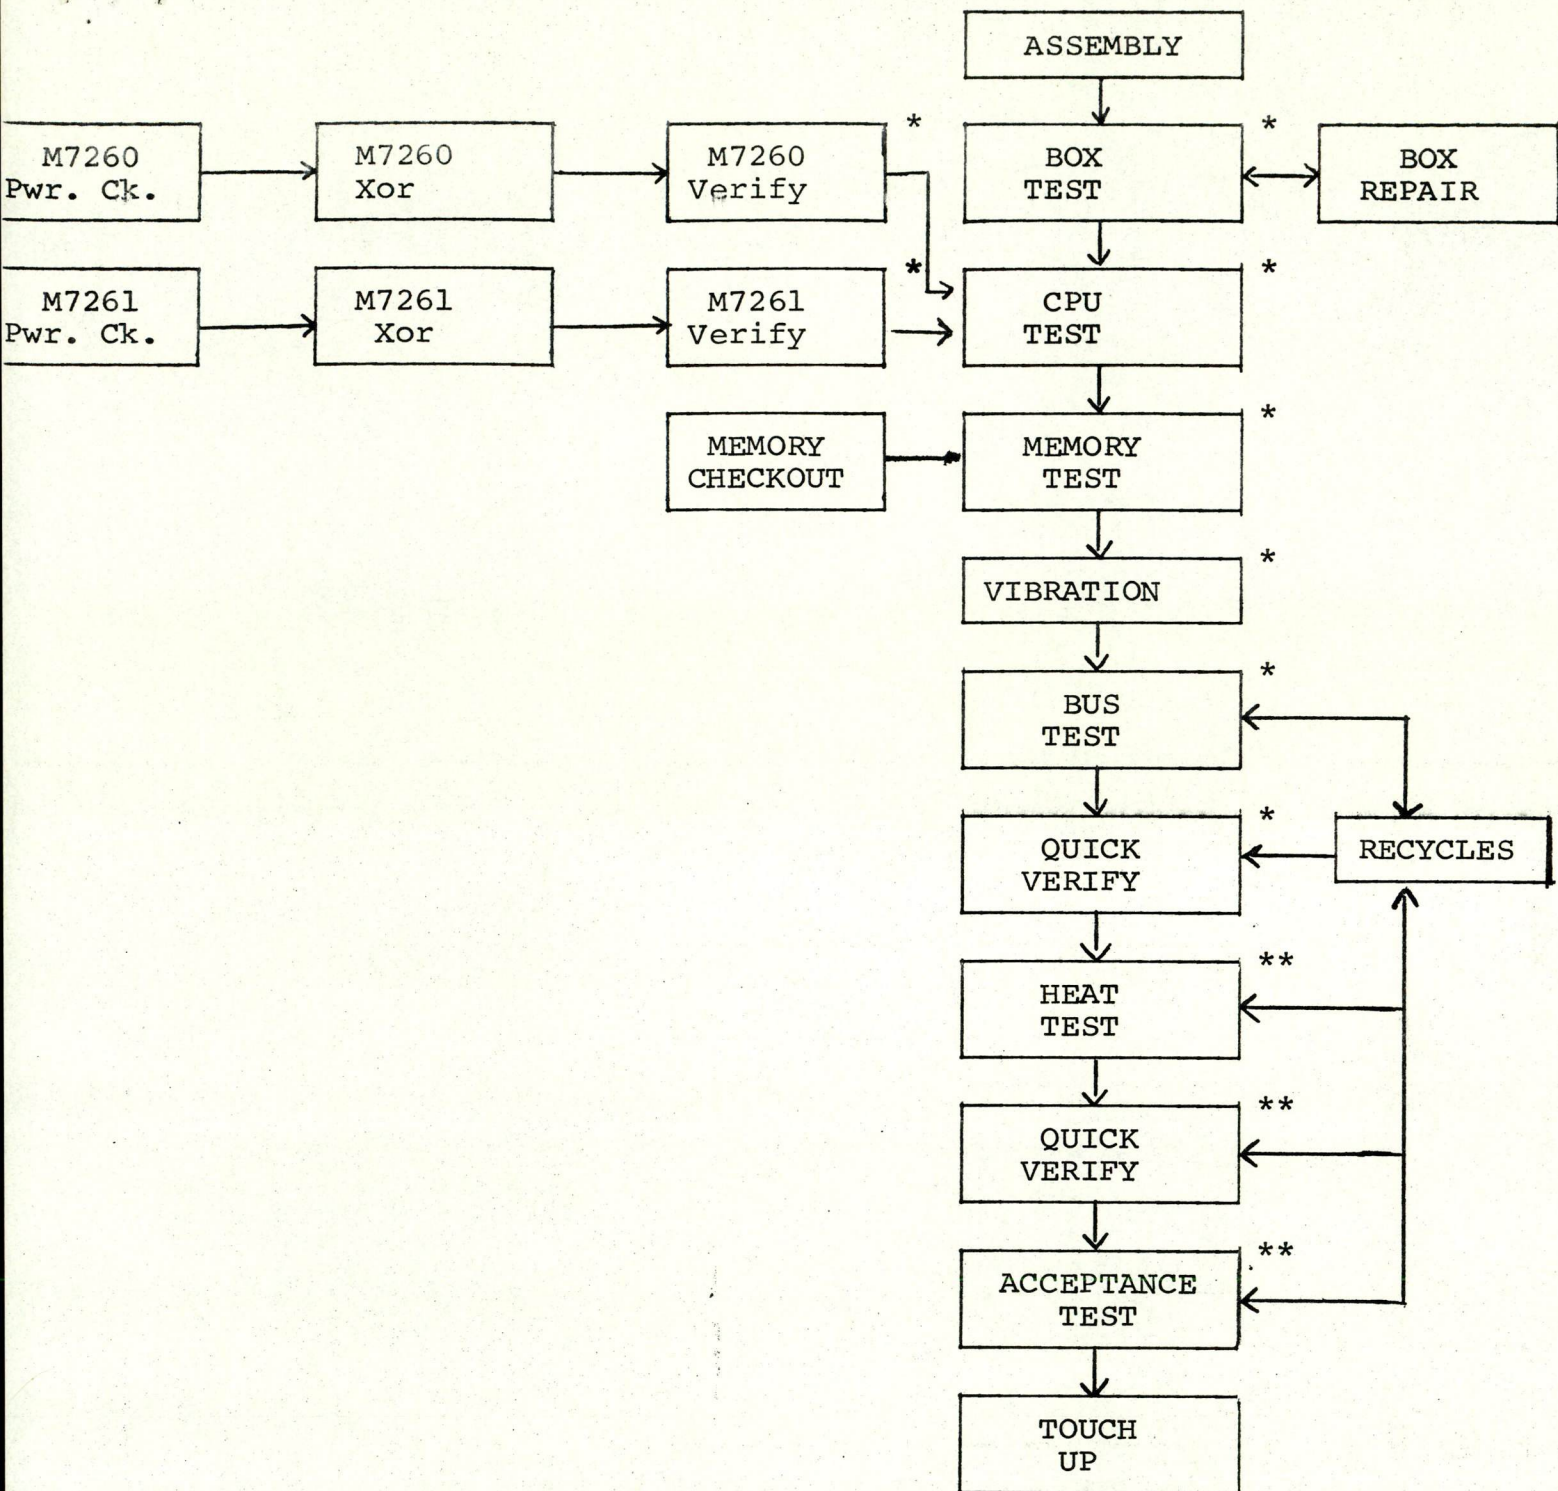 ASSEMBLY
M7260
Pwr. Ck.
M7260
Xor
M7260
Verify
*
BOX
TEST
*
BOX
REPAIR
M7261
Pwr. Ck.
M7261
Xor
M7261
Verify
*
CPU
TEST
*
MEMORY
CHECKOUT
MEMORY
TEST
*
VIBRATION
*
BUS
TEST
*
QUICK
VERIFY
*
RECYCLES
HEAT
TEST
**
QUICK
VERIFY
**
ACCEPTANCE
TEST
**
TOUCH
UP